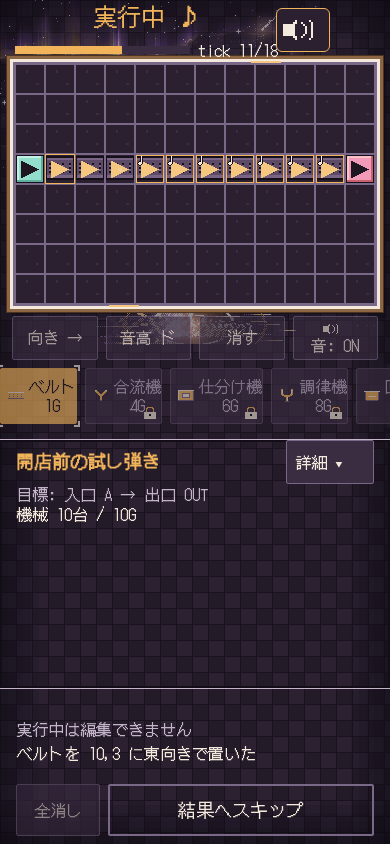 実行中 ♪
tick 11/18
向き →
音高 ド
消す
音: ON
ベルト
1G
合流機
4G
仕分け機
6G
調律機
8G
開店前の試し弾き
詳細 ▾
目標: 入口 A → 出口 OUT
機械 10台 / 10G
実行中は編集できません
ベルトを 10,3 に東向きで置いた
全消し
結果へスキップ